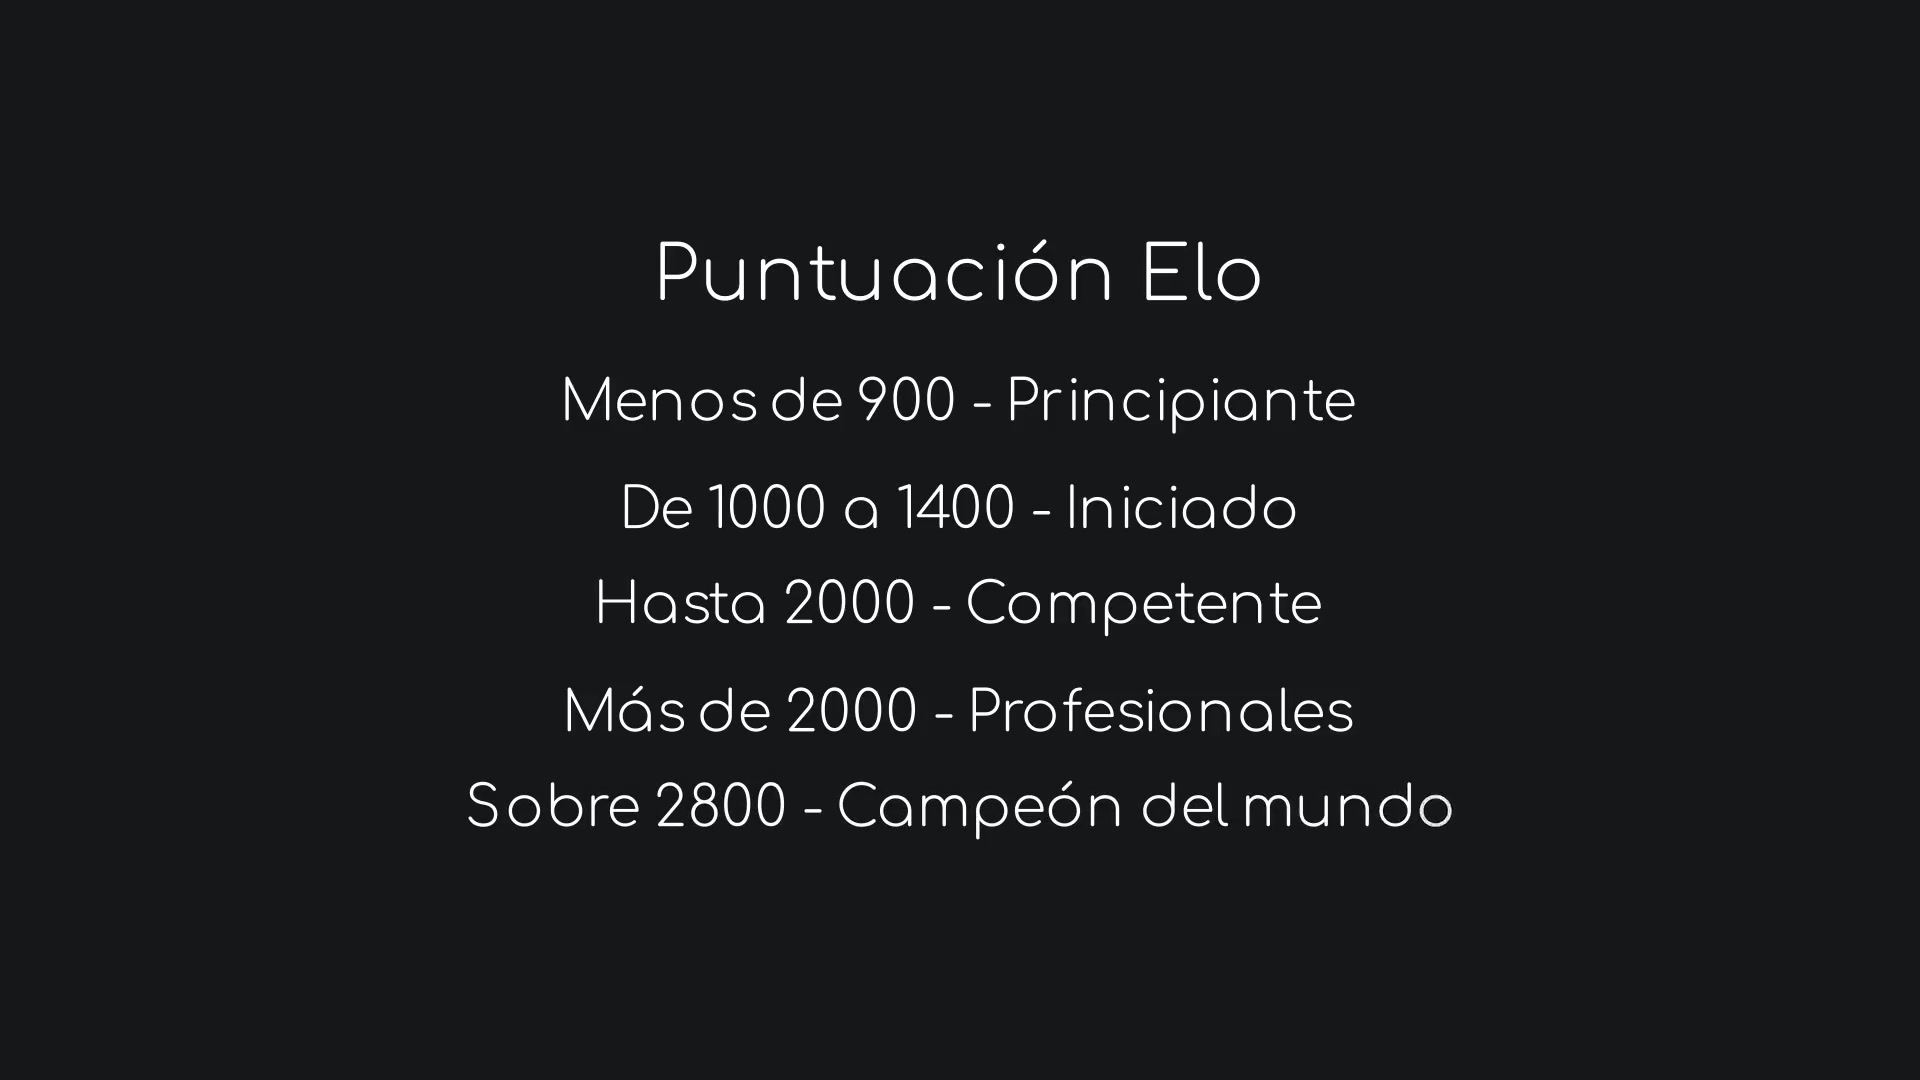 Puntuación Elo
Menos de 900 - Principiante
De 1000 a 1400 - Iniciado
Hasta 2000 - Competente
Más de 2000 - Profesionales
Sobre 2800 - Campeón del mundo